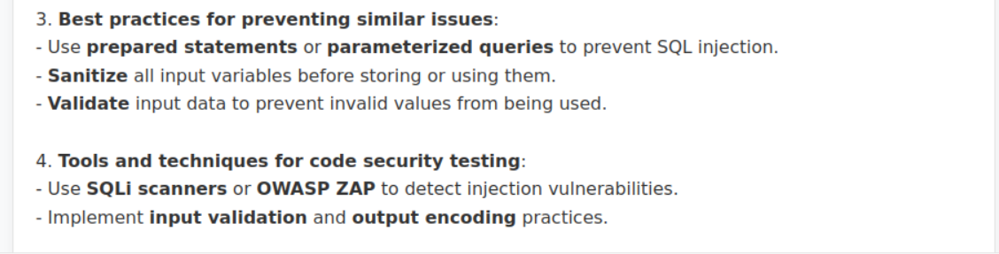 3. Best practices for preventing similar issues:
- Use prepared statements or parameterized queries to prevent SQL injection.
- Sanitize all input variables before storing or using them.
- Validate input data to prevent invalid values from being used.
4. Tools and techniques for code security testing:
- Use SQLi scanners or OWASP ZAP to detect injection vulnerabilities.
- Implement input validation and output encoding practices.